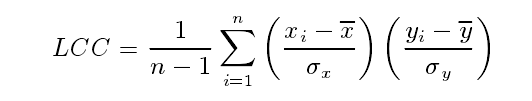 LCC = \frac{1}{n-1} \sum_{i=1}^{n} \left( \frac{x_i - \overline{x}}{\sigma_x} \right) \left( \frac{y_i - \overline{y}}{\sigma_y} \right)